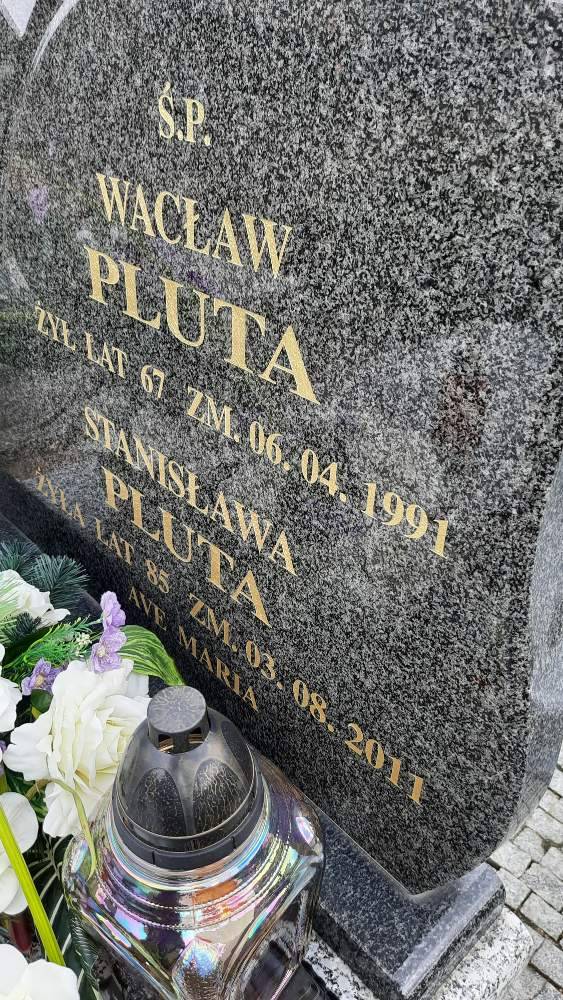 Ś.P.
WACŁAW
PLUTA
ŻYŁ LAT 67 ZM. 06. 04. 1991
STANISŁAWA
PLUTA
ŻYŁA LAT 85 ZM. 03. 08. 2011
AVE MARIA